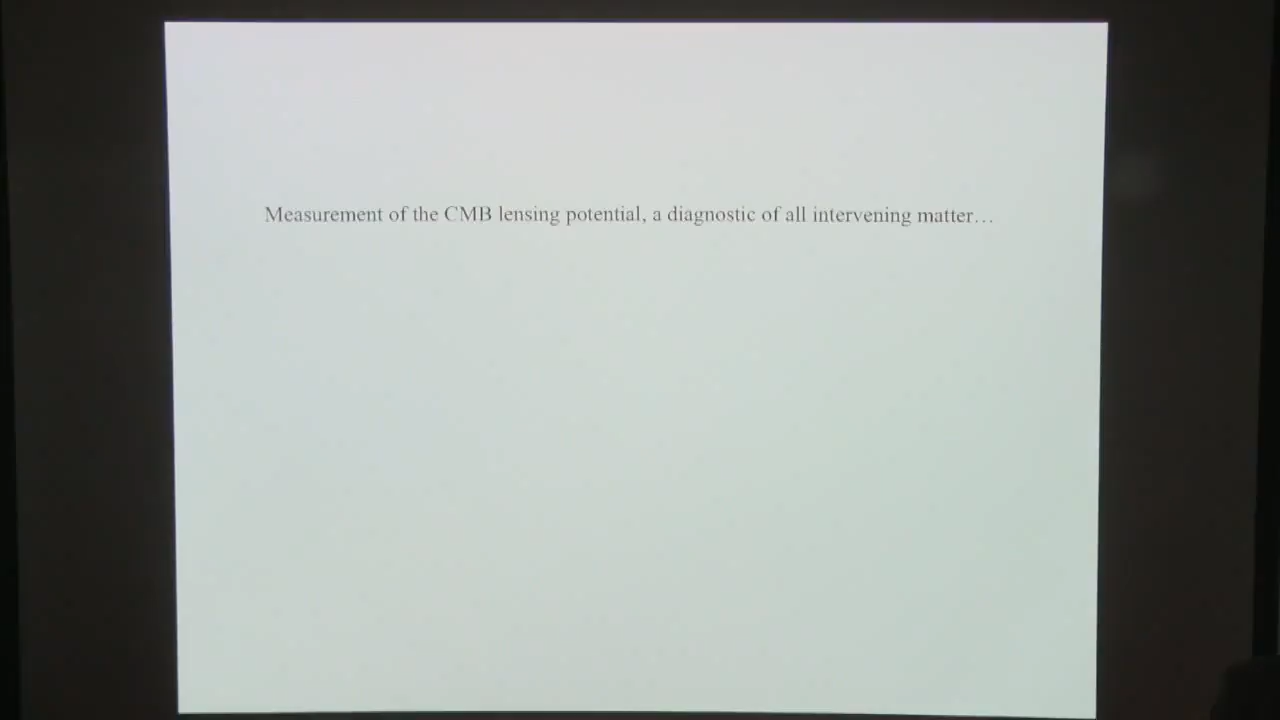 Measurement of the CMB lensing potential, a diagnostic of all intervening matter…